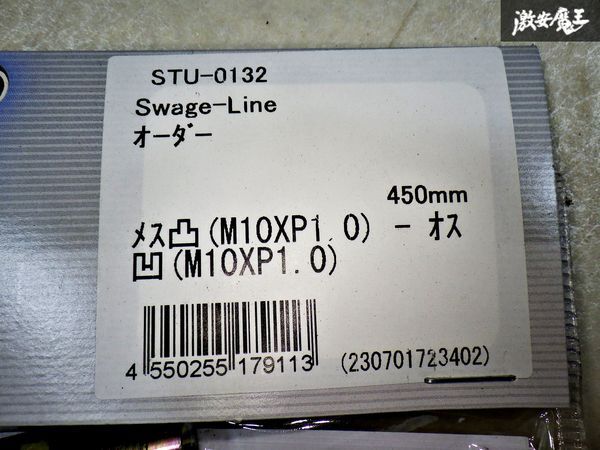 激安魔王
STU-0132
Swage-Line
オーダー
450mm
メス凸(M10XP1.0) - オス
凹(M10XP1.0)
4 550255 179113
(230701723402)